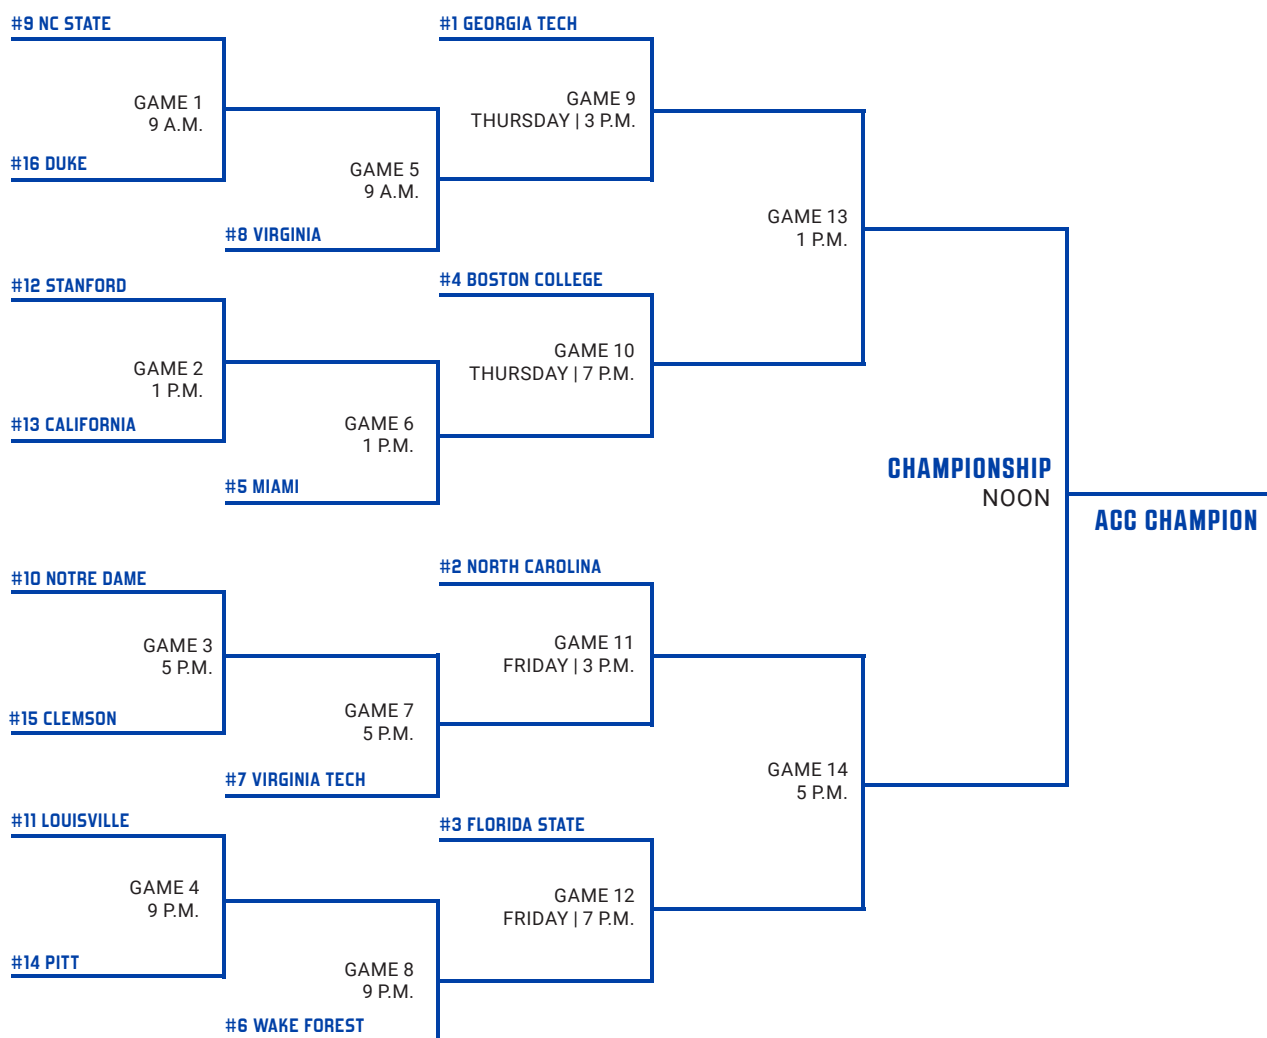 #9 NC STATE
GAME 1
9 A.M.
#16 DUKE
GAME 5
9 A.M.
#8 VIRGINIA
#12 STANFORD
GAME 2
1 P.M.
#13 CALIFORNIA
GAME 6
1 P.M.
#5 MIAMI
#10 NOTRE DAME
GAME 3
5 P.M.
#15 CLEMSON
GAME 7
5 P.M.
#7 VIRGINIA TECH
#11 LOUISVILLE
GAME 4
9 P.M.
#14 PITT
GAME 8
9 P.M.
#6 WAKE FOREST
#1 GEORGIA TECH
GAME 9
THURSDAY | 3 P.M.
#4 BOSTON COLLEGE
GAME 10
THURSDAY | 7 P.M.
#2 NORTH CAROLINA
GAME 11
FRIDAY | 3 P.M.
#3 FLORIDA STATE
GAME 12
FRIDAY | 7 P.M.
GAME 13
1 P.M.
GAME 14
5 P.M.
CHAMPIONSHIP
NOON
ACC CHAMPION